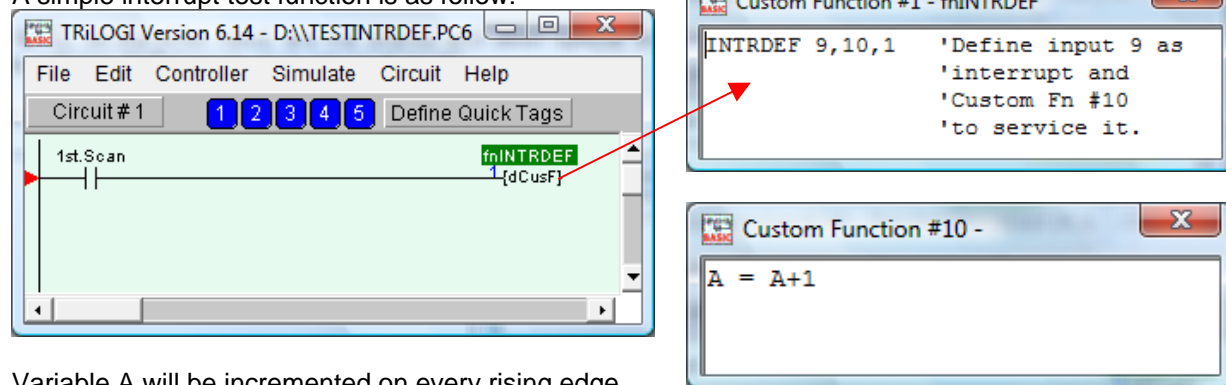 A simple interrupt test function is as follow:
TRiLOGI Version 6.14 - D:\\TESTINTRDEF.PC6
File Edit Controller Simulate Circuit Help
Circuit # 1 1 2 3 4 5 Define Quick Tags
1st.Scan fnINTRDEF
1 {dCusF}
Custom Function #1 - fnINTRDEF
INTRDEF 9,10,1 'Define input 9 as
'interrupt and
'Custom Fn #10
'to service it.
Custom Function #10 -
A = A+1
Variable A will be incremented on every rising edge